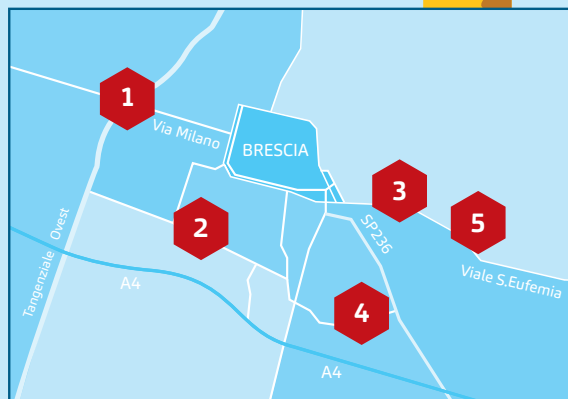 1
Via Milano
BRESCIA
3
2
SP236
5
Tangenziale Ovest
Viale S.Eufemia
A4
4
A4